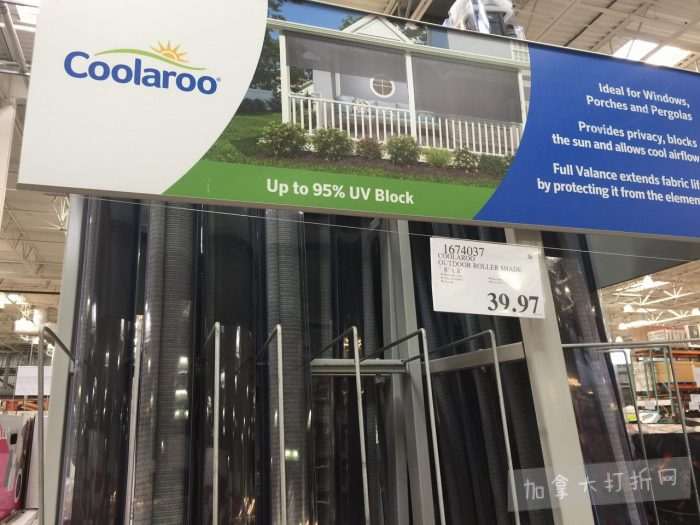 Coolaroo®
Ideal for Windows,
Porches and Pergolas
Provides privacy, blocks
the sun and allows cool airflow
Full Valance extends fabric li
by protecting it from the elemen
Up to 95% UV Block
1674037
COOLAROO
OUTDOOR ROLLER SHADE
39.97
加拿大打折网